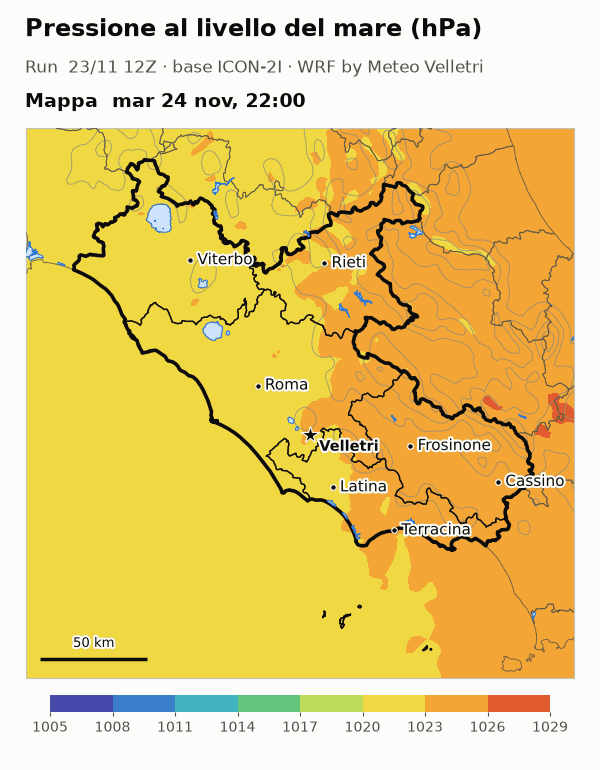 Pressione al livello del mare (hPa)
Run  23/11 12Z · base ICON-2I · WRF by Meteo Velletri
Mappa  mar 24 nov, 22:00
Viterbo
Rieti
Roma
Velletri
Frosinone
Cassino
Latina
Terracina
50 km
1005 1008 1011 1014 1017 1020 1023 1026 1029